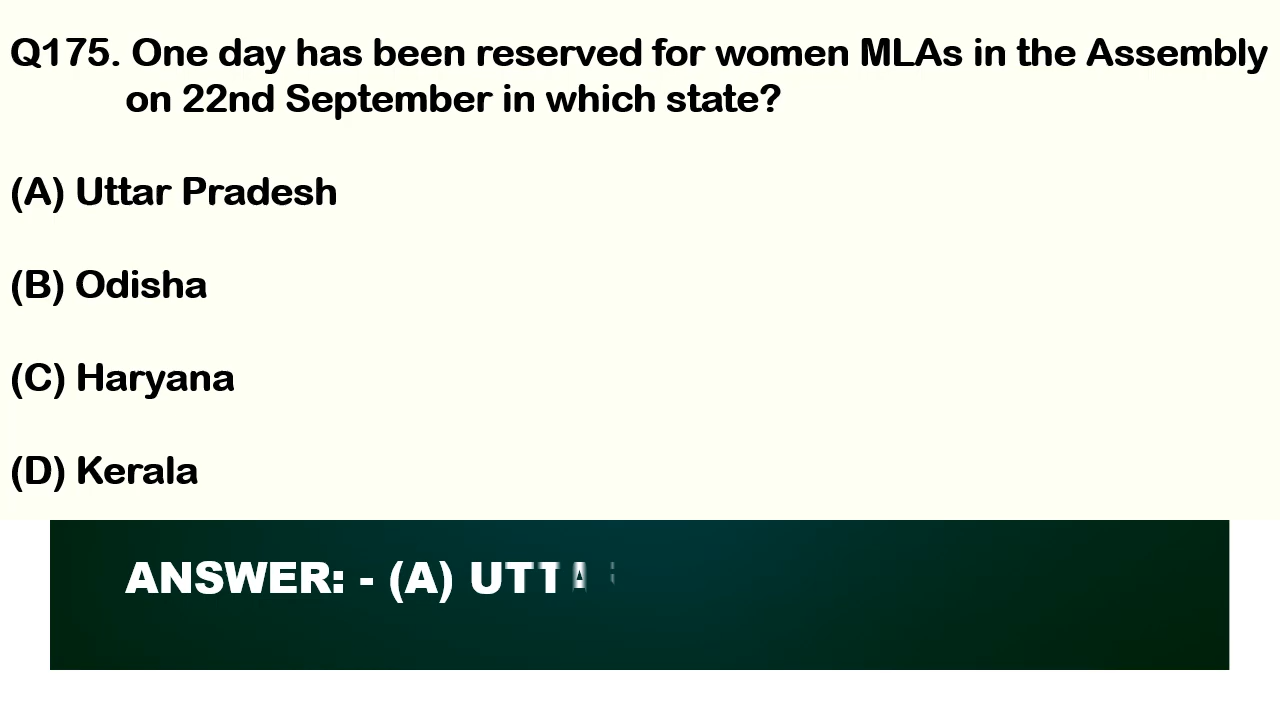 Q175. One day has been reserved for women MLAs in the Assembly
on 22nd September in which state?
(A) Uttar Pradesh
(B) Odisha
(C) Haryana
(D) Kerala
ANSWER: - (A)